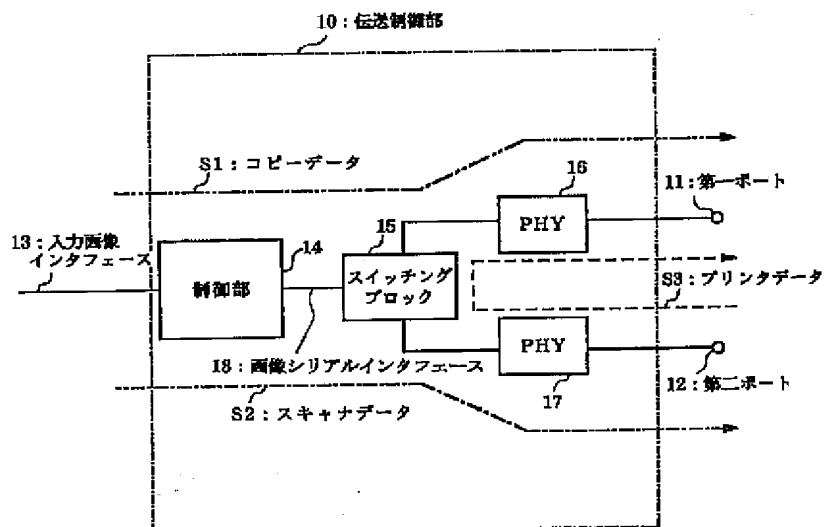 10：伝送制御部
S1：コピーデータ
16
11：第一ポート
PHY
13：入力画像
インタフェース
14
15
制御部
スイッチング
ブロック
S3：プリンタデータ
PHY
18：画像シリアルインタフェース
17
12：第二ポート
S2：スキャナデータ